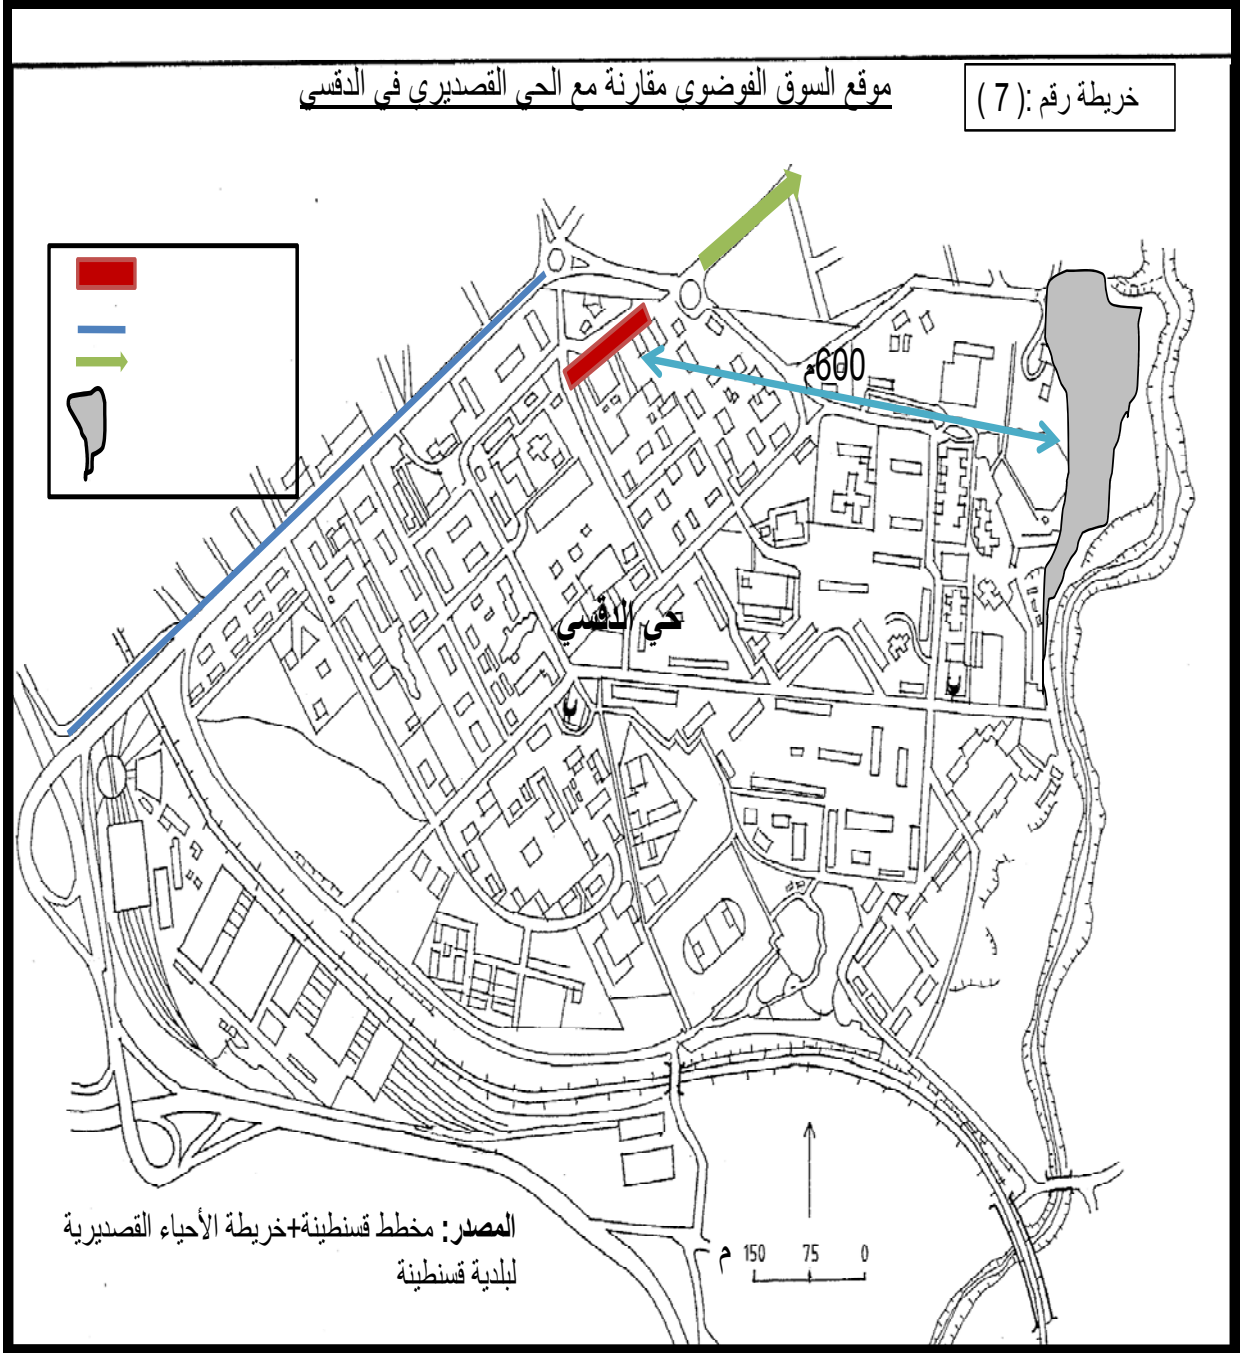 خريطة رقم :( 7 )
موقع السوق الفوضوي مقارنة مع الحي القصديري في الدقسي
600م
حي الدقسي
المصدر: مخطط قسنطينة+خريطة الأحياء القصديرية
لبلدية قسنطينة
م 150 75 0